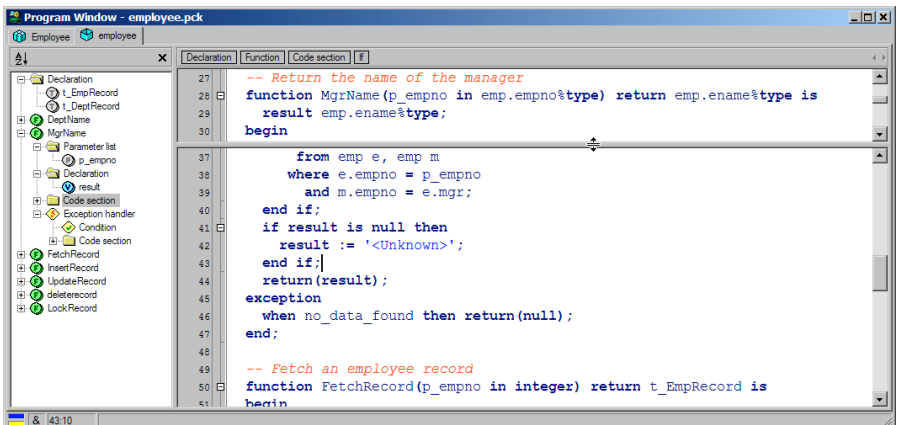 Program Window - employee.pck
Employee employee
Declaration Function Code section If
Declaration
t_EmpRecord
t_DeptRecord
DeptName
MgrName
Parameter list
p_empno
Declaration
result
Code section
Exception handler
Condition
Code section
FetchRecord
InsertRecord
UpdateRecord
deleterecord
LockRecord
27 -- Return the name of the manager
28 function MgrName(p_empno in emp.empno%type) return emp.ename%type is
29 result emp.ename%type;
30 begin
37 from emp e, emp m
38 where e.empno = p_empno
39 and m.empno = e.mgr;
40 end if;
41 if result is null then
42 result := '<Unknown>';
43 end if;
44 return(result);
45 exception
46 when no_data_found then return(null);
47 end;
48
49 -- Fetch an employee record
50 function FetchRecord(p_empno in integer) return t_EmpRecord is
51 begin
& 43:10